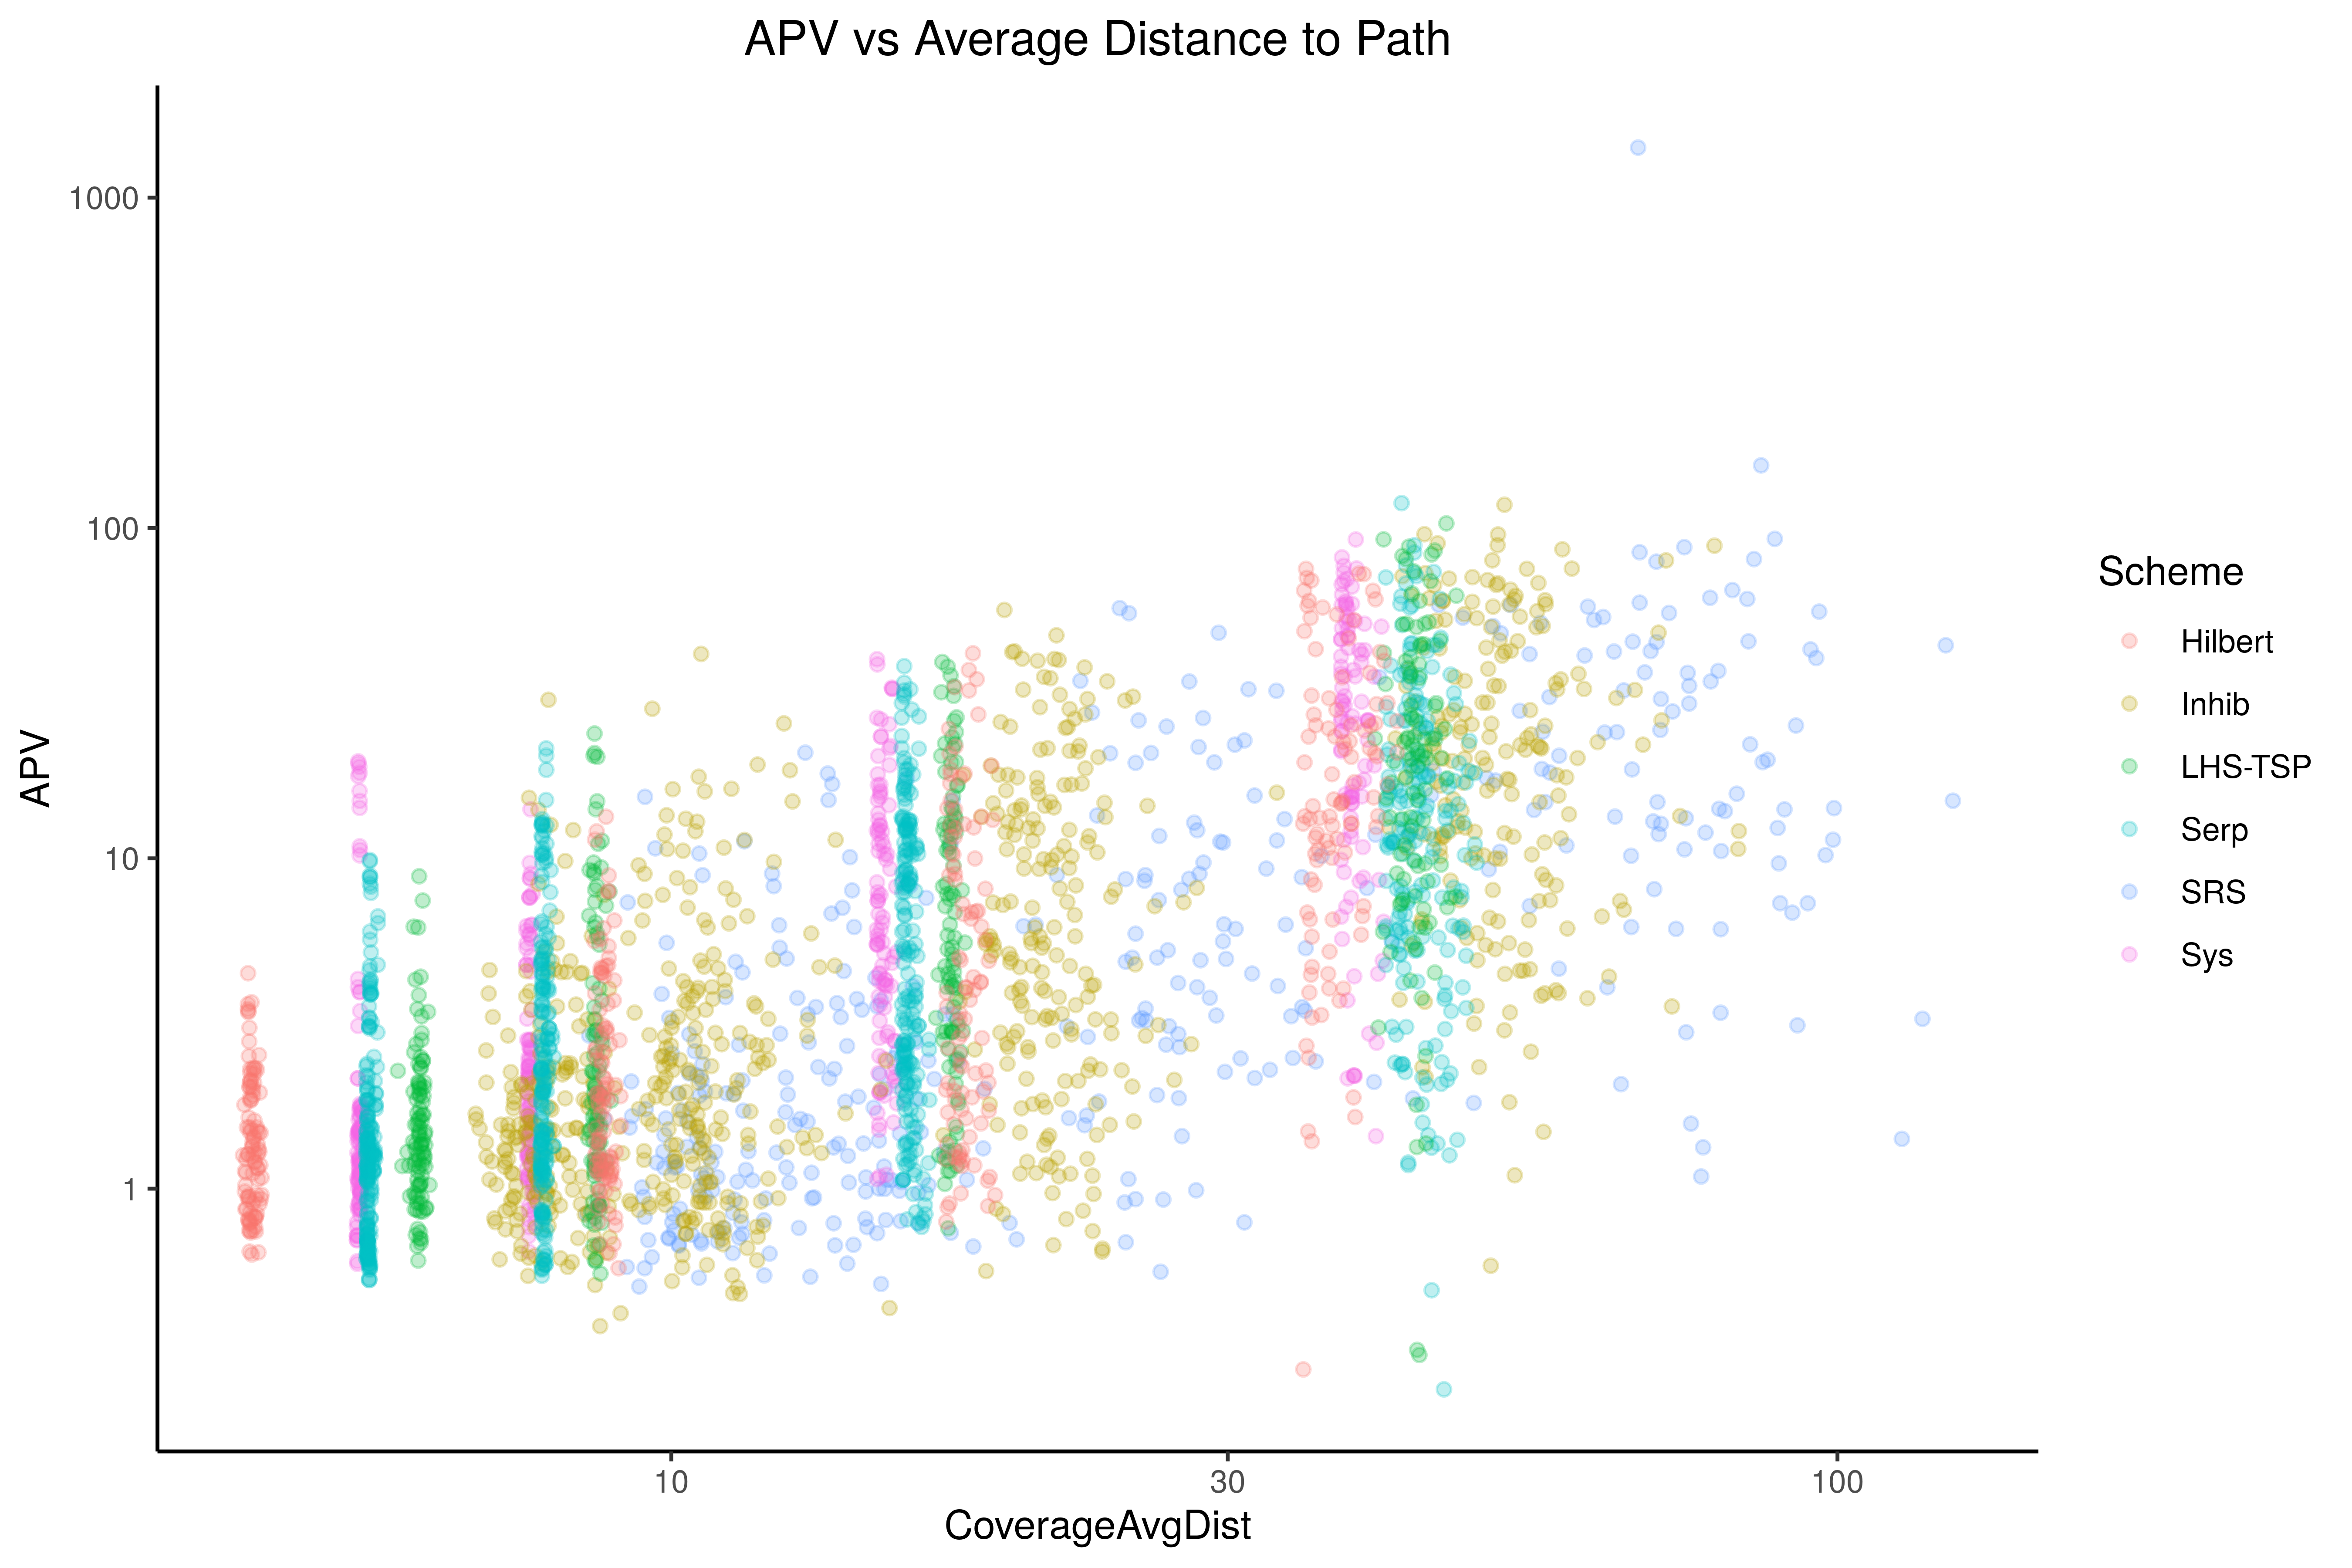 APV vs Average Distance to Path
1000
100
10
1
APV
10
30
100
CoverageAvgDist
Scheme
Hilbert
Inhib
LHS-TSP
Serp
SRS
Sys